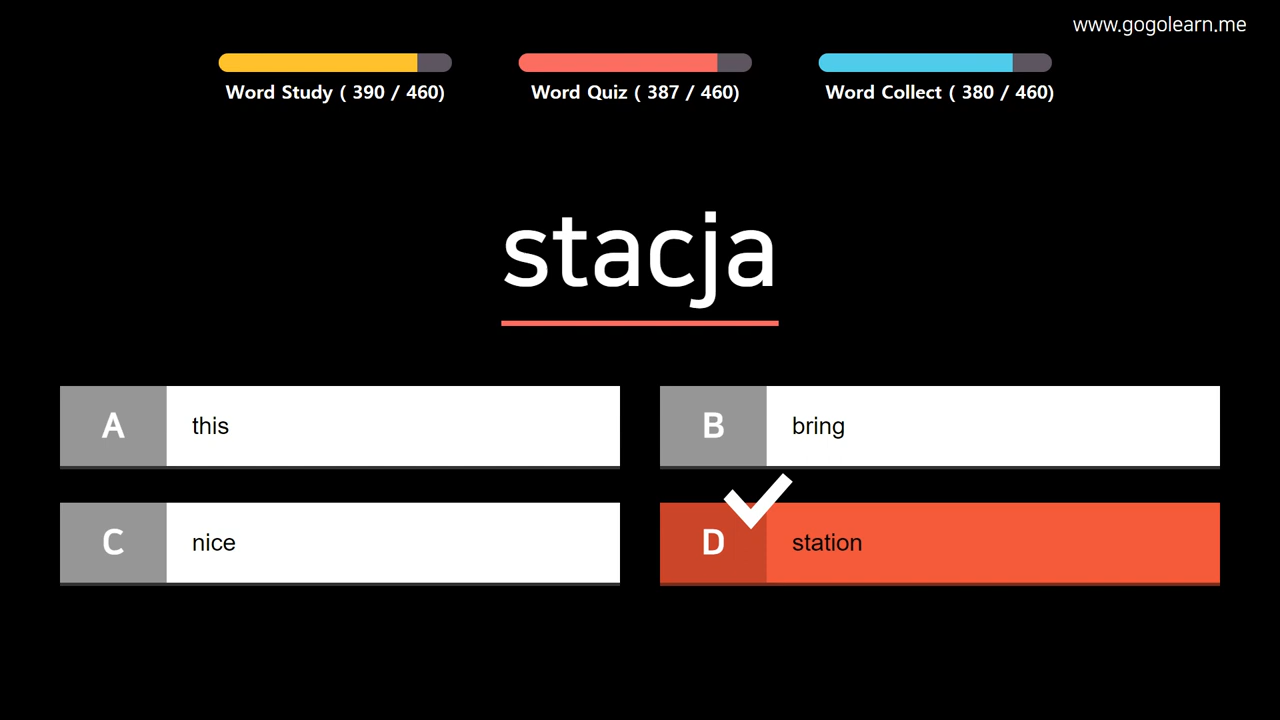 www.gogolearn.me
Word Study ( 390 / 460)
Word Quiz ( 387 / 460)
Word Collect ( 380 / 460)
stacja
A this
B bring
C nice
D station